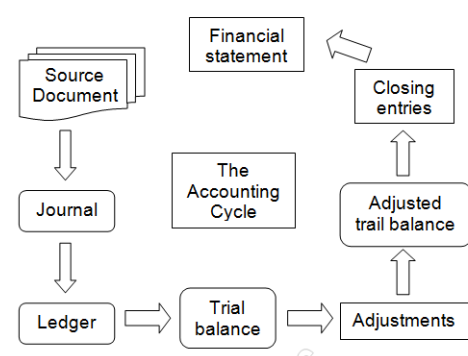 Financial
statement
Source
Document
Closing
entries
The
Accounting
Cycle
Journal
Adjusted
trail balance
Ledger
Trial
balance
Adjustments